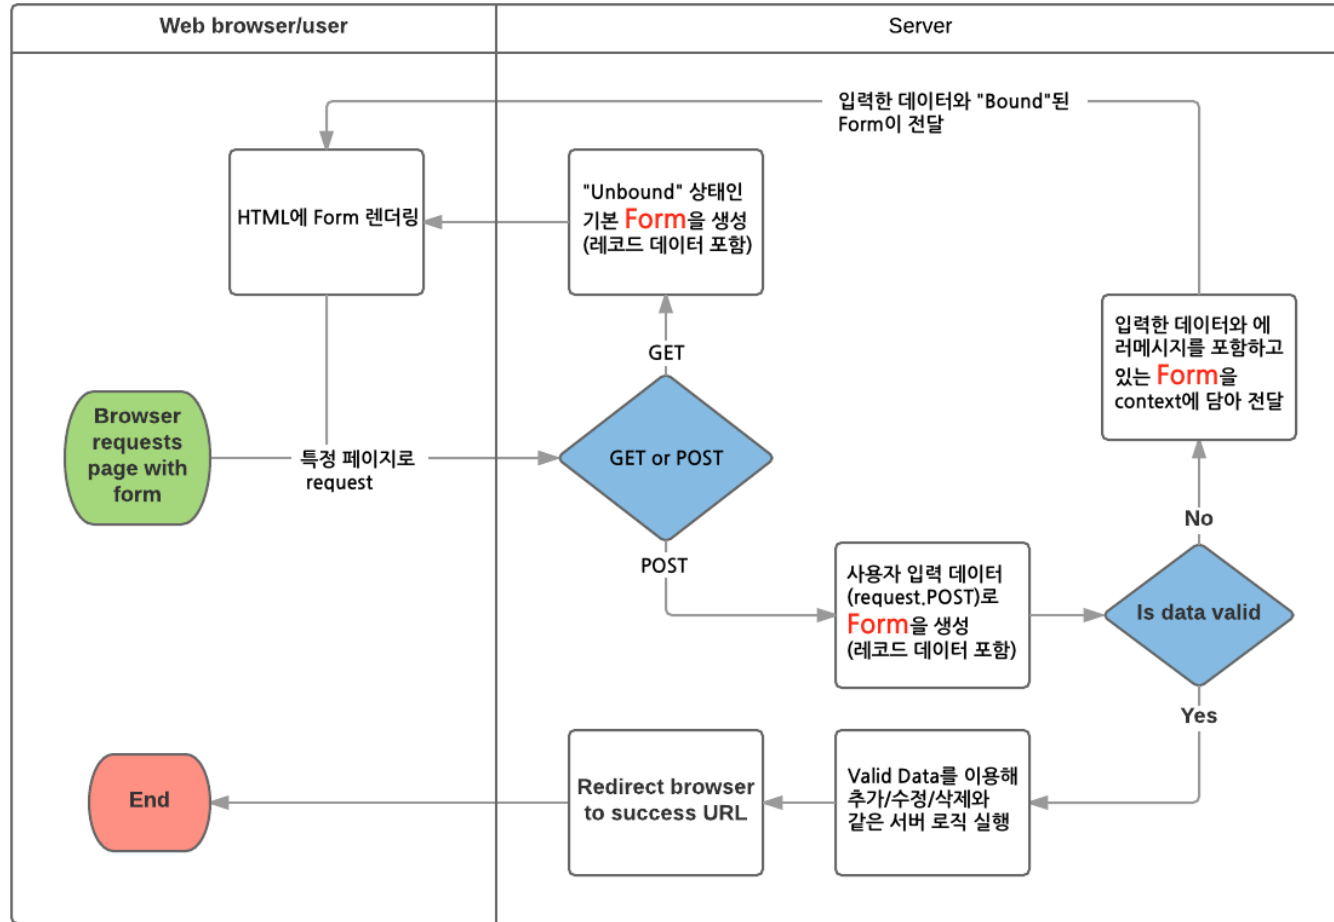 Web browser/user
Server
입력한 데이터와 "Bound"된
Form이 전달
HTML에 Form 렌더링
"Unbound" 상태인
기본 Form을 생성
(레코드 데이터 포함)
입력한 데이터와 에
러메시지를 포함하고
있는 Form을
context에 담아 전달
GET
Browser
requests
page with
form
특정 페이지로
request
GET or POST
No
POST
사용자 입력 데이터
(request.POST)로
Form을 생성
(레코드 데이터 포함)
Is data valid
Yes
End
Redirect browser
to success URL
Valid Data를 이용해
추가/수정/삭제와
같은 서버 로직 실행